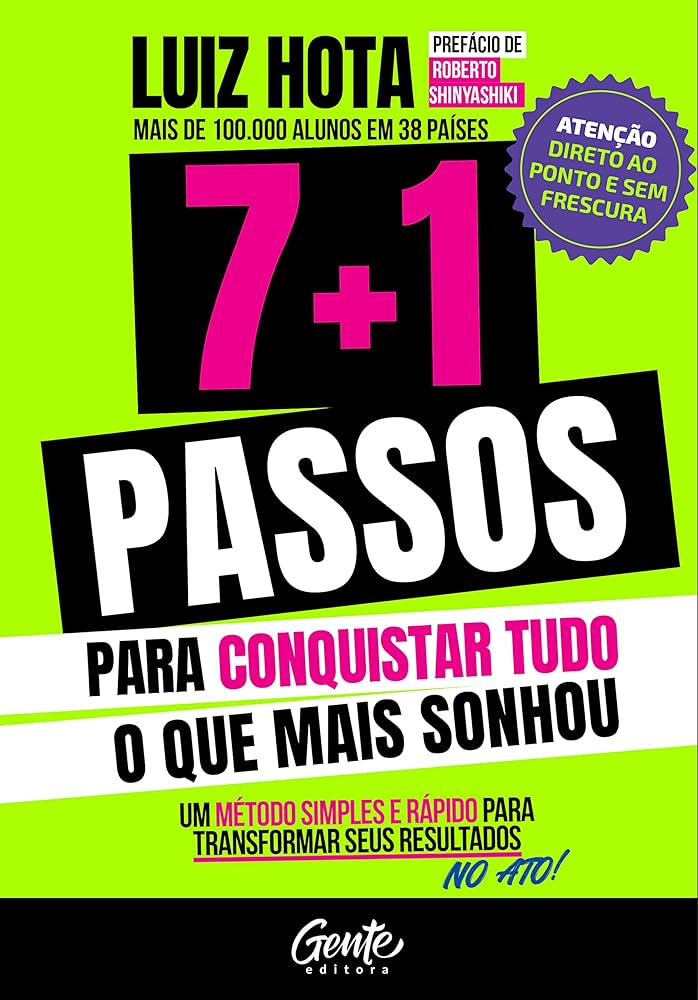 LUIZ HOTA
PREFÁCIO DE
ROBERTO
SHINYASHIKI
MAIS DE 100.000 ALUNOS EM 38 PAÍSES
ATENÇÃO
DIRETO AO
PONTO E SEM
FRESCURA
7+1
PASSOS
PARA CONQUISTAR TUDO
O QUE MAIS SONHOU
UM MÉTODO SIMPLES E RÁPIDO PARA
TRANSFORMAR SEUS RESULTADOS
NO ATO!
Gente
editora